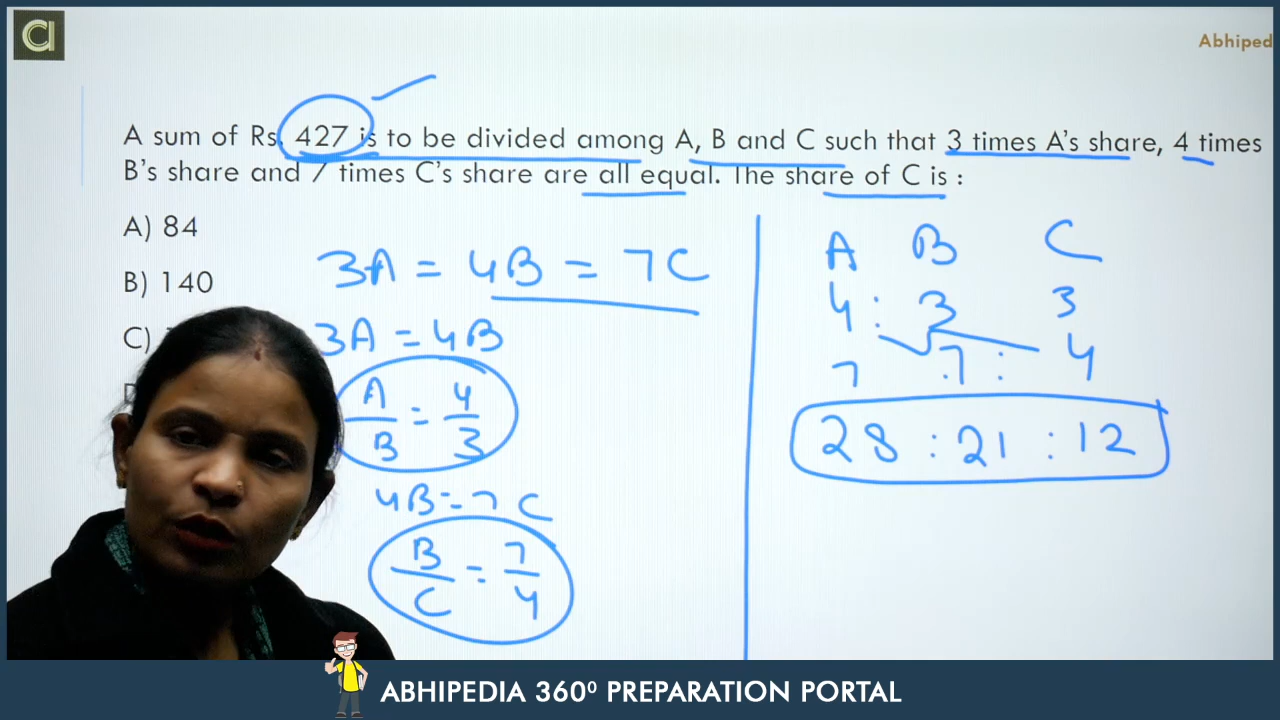 CA
Abhiped
A sum of Rs. 427 is to be divided among A, B and C such that 3 times A's share, 4 times
B's share and 7 times C's share are all equal. The share of C is :
A) 84
B) 140
C)
3A = 4B = 7C
3A = 4B
A/B = 4/3
4B = 7C
B/C = 7/4
A B C
4 : 3 3
7 7 : 4
28 : 21 : 12
ABHIPEDIA 360⁰ PREPARATION PORTAL